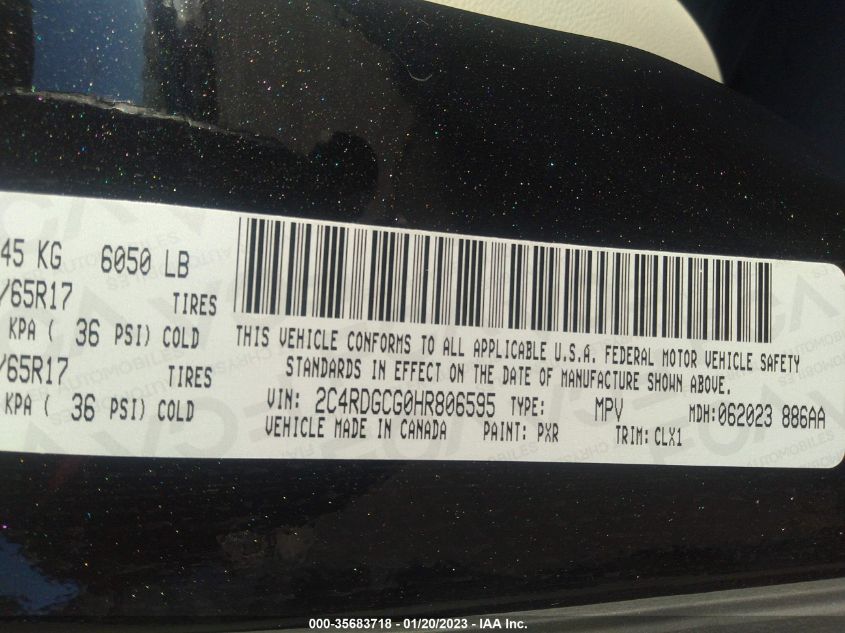 45 KG 6050 LB
/65R17 TIRES
KPA ( 36 PSI) COLD
/65R17 TIRES
KPA ( 36 PSI) COLD
THIS VEHICLE CONFORMS TO ALL APPLICABLE U.S.A. FEDERAL MOTOR VEHICLE SAFETY
STANDARDS IN EFFECT ON THE DATE OF MANUFACTURE SHOWN ABOVE.
VIN: 2C4RDGCG0HR806595 TYPE: MPV MDH:062023 886AA
VEHICLE MADE IN CANADA PAINT: PXR TRIM:CLX1
000-35683718 - 01/20/2023 - IAA Inc.